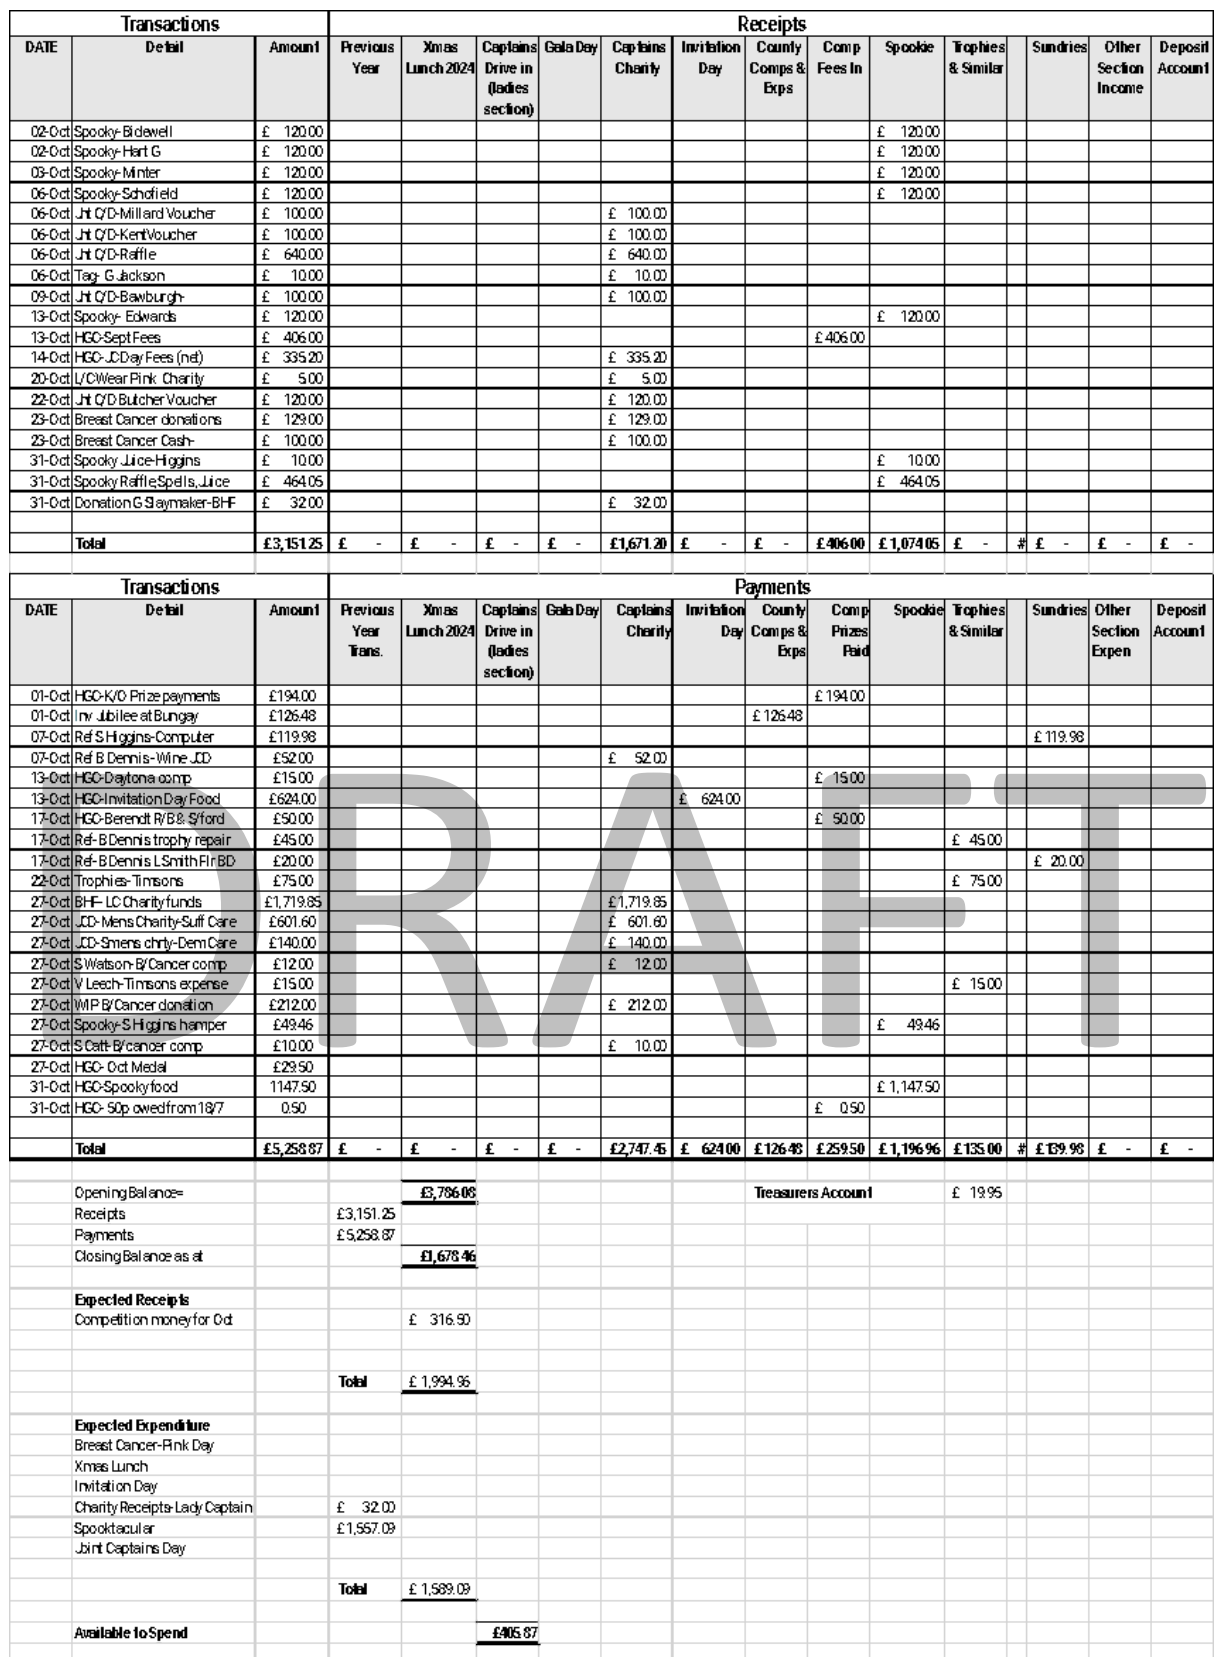 Transactions Receipts
DATE Detail Amount Previous Year Xmas Lunch 2024 Captains Drive in (ladies section) Gala Day Captains Charity Invitation Day County Comps & Exps Comp Fees In Spookie Trophies & Similar Sundries Other Section Income Deposit Account
02-Oct Spooky-Bidewell £ 120.00 £ 120.00
02-Oct Spooky-Hart G £ 120.00 £ 120.00
03-Oct Spooky-Minter £ 120.00 £ 120.00
06-Oct Spooky-Schofield £ 120.00 £ 120.00
06-Oct Jnt C/D-Millard Voucher £ 100.00 £ 100.00
06-Oct Jnt C/D-Kent Voucher £ 100.00 £ 100.00
06-Oct Jnt C/D-Raffle £ 640.00 £ 640.00
06-Oct Tag- G Jackson £ 10.00 £ 10.00
09-Oct Jnt C/D-Bawburgh- £ 100.00 £ 100.00
13-Oct Spooky- Edwards £ 120.00 £ 120.00
13-Oct HGC-Sept Fees £ 406.00 £ 406.00
14-Oct HGC-JCDay Fees (net) £ 335.20 £ 335.20
20-Oct L/C Wear Pink Charity £ 5.00 £ 5.00
22-Oct Jnt C/D Butcher Voucher £ 120.00 £ 120.00
23-Oct Breast Cancer donations £ 129.00 £ 129.00
23-Oct Breast Cancer Cash- £ 100.00 £ 100.00
31-Oct Spooky Juice-Higgins £ 10.00 £ 10.00
31-Oct Spooky Raffle,Spells, Juice £ 464.05 £ 464.05
31-Oct Donation G Slaymaker-BHF £ 32.00 £ 32.00
Total £3,151.25 £ - £ - £ - £ - £1,671.20 £ - £ - £406.00 £ 1,074.05 £ - # £ - £ - £ -
Transactions Payments
DATE Detail Amount Previous Year Trans. Xmas Lunch 2024 Captains Drive in (ladies section) Gala Day Captains Charity Invitation Day County Comps & Exps Comp Prizes Paid Spookie Trophies & Similar Sundries Other Section Expen Deposit Account
01-Oct HGC-K/O Prize payments £194.00 £ 194.00
01-Oct Inv Jubilee at Bungay £126.48 £ 126.48
07-Oct Ref S Higgins-Computer £119.98 £ 119.98
07-Oct Ref B Dennis - Wine JCD £52.00 £ 52.00
13-Oct HGC-Daytona comp £15.00 £ 15.00
13-Oct HGC-Invitation Day Food £624.00 £ 624.00
17-Oct HGC-Berendt R/B & S/ford £50.00 £ 50.00
17-Oct Ref- B Dennis trophy repair £45.00 £ 45.00
17-Oct Ref- B Dennis L Smith Flr BD £20.00 £ 20.00
22-Oct Trophies- Timsons £75.00 £ 75.00
27-Oct BHF- LC Charity funds £1,719.85 £1,719.85
27-Oct JCD- Mens Charity-Suff Care £601.60 £ 601.60
27-Oct JCD-Smens chrty-Dem Care £140.00 £ 140.00
27-Oct S Watson- B/Cancer comp £12.00 £ 12.00
27-Oct V Leech-Timsons expense £15.00 £ 15.00
27-Oct WIP B/Cancer donation £212.00 £ 212.00
27-Oct Spooky-S Higgins hamper £49.46 £ 49.46
27-Oct S Catt- B/cancer comp £10.00 £ 10.00
27-Oct HGC- Oct Medal £29.50
31-Oct HGC-Spooky food 1147.50 £ 1,147.50
31-Oct HGC- 50p owed from 18/7 0.50 £ 0.50
Total £5,258.87 £ - £ - £ - £ - £2,747.45 £ 624.00 £126.48 £259.50 £ 1,196.96 £135.00 # £139.98 £ - £ -
DRAFT
Opening Balance= £3,786.08 Treasurers Account £ 19.95
Receipts £3,151.25
Payments £5,258.87
Closing Balance as at £1,678.46
Expected Receipts
Competition money for Oct £ 316.50
Total £ 1,994.96
Expected Expenditure
Breast Cancer-Pink Day
Xmas Lunch
Invitation Day
Charity Receipts-Lady Captain £ 32.00
Spooktacular £1,557.09
Joint Captains Day
Total £ 1,589.09
Available to Spend £405.87